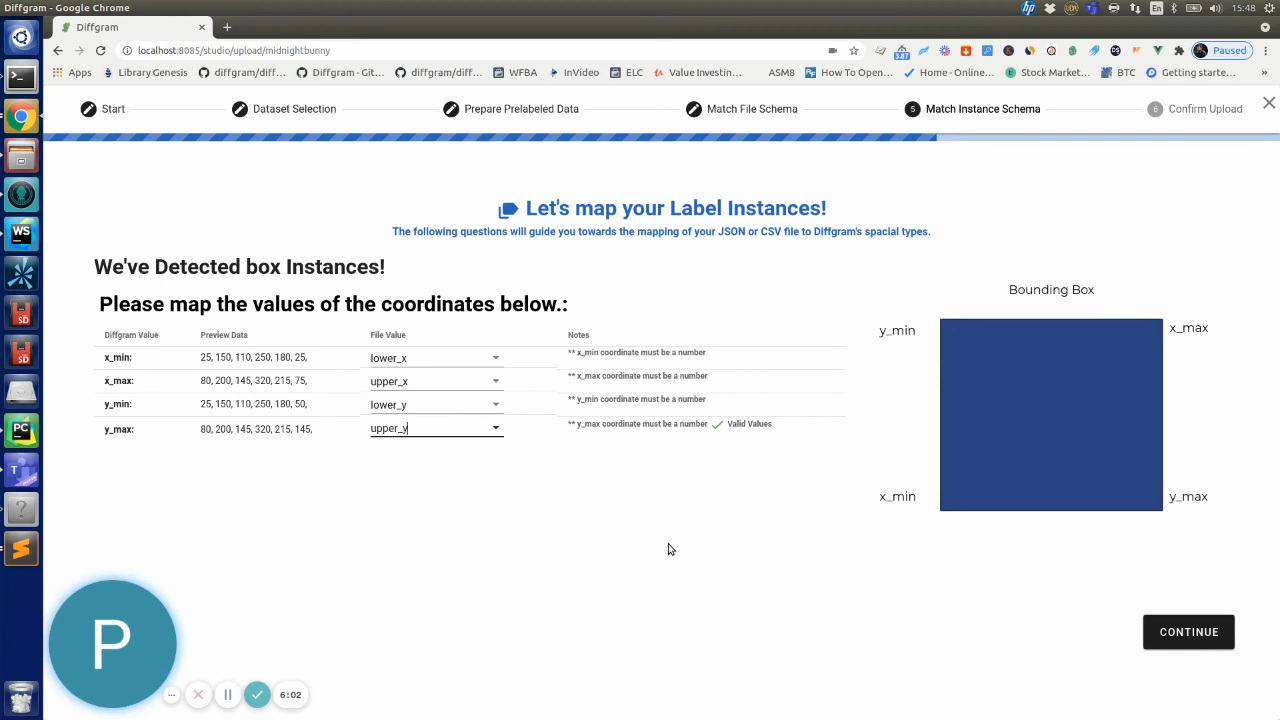 Diffgram - Google Chrome
En
15:48
Diffgram
localhost:8085/studio/upload/midnightbunny
3.87
Paused
Apps
Library Genesis
diffgram/diff...
Diffgram - Git...
diffgram/diff...
WFBA
InVideo
ELC
Value Investin...
ASM8
How To Open...
Home - Online...
Stock Market...
BTC
Getting starte...
»
Start
Dataset Selection
Prepare Prelabeled Data
Match File Schema
5 Match Instance Schema
6 Confirm Upload
Let's map your Label Instances!
The following questions will guide you towards the mapping of your JSON or CSV file to Diffgram's spacial types.
We've Detected box Instances!
Please map the values of the coordinates below.:
Diffgram Value Preview Data File Value Notes
x_min: 25, 150, 110, 250, 180, 25, lower_x ** x_min coordinate must be a number
x_max: 80, 200, 145, 320, 215, 75, upper_x ** x_max coordinate must be a number
y_min: 25, 150, 110, 250, 180, 50, lower_y ** y_min coordinate must be a number
y_max: 80, 200, 145, 320, 215, 145, upper_y ** y_max coordinate must be a number Valid Values
Bounding Box
y_min
x_max
x_min
y_max
CONTINUE
P
6:02
WS
SD
SD
PC
T
?
S